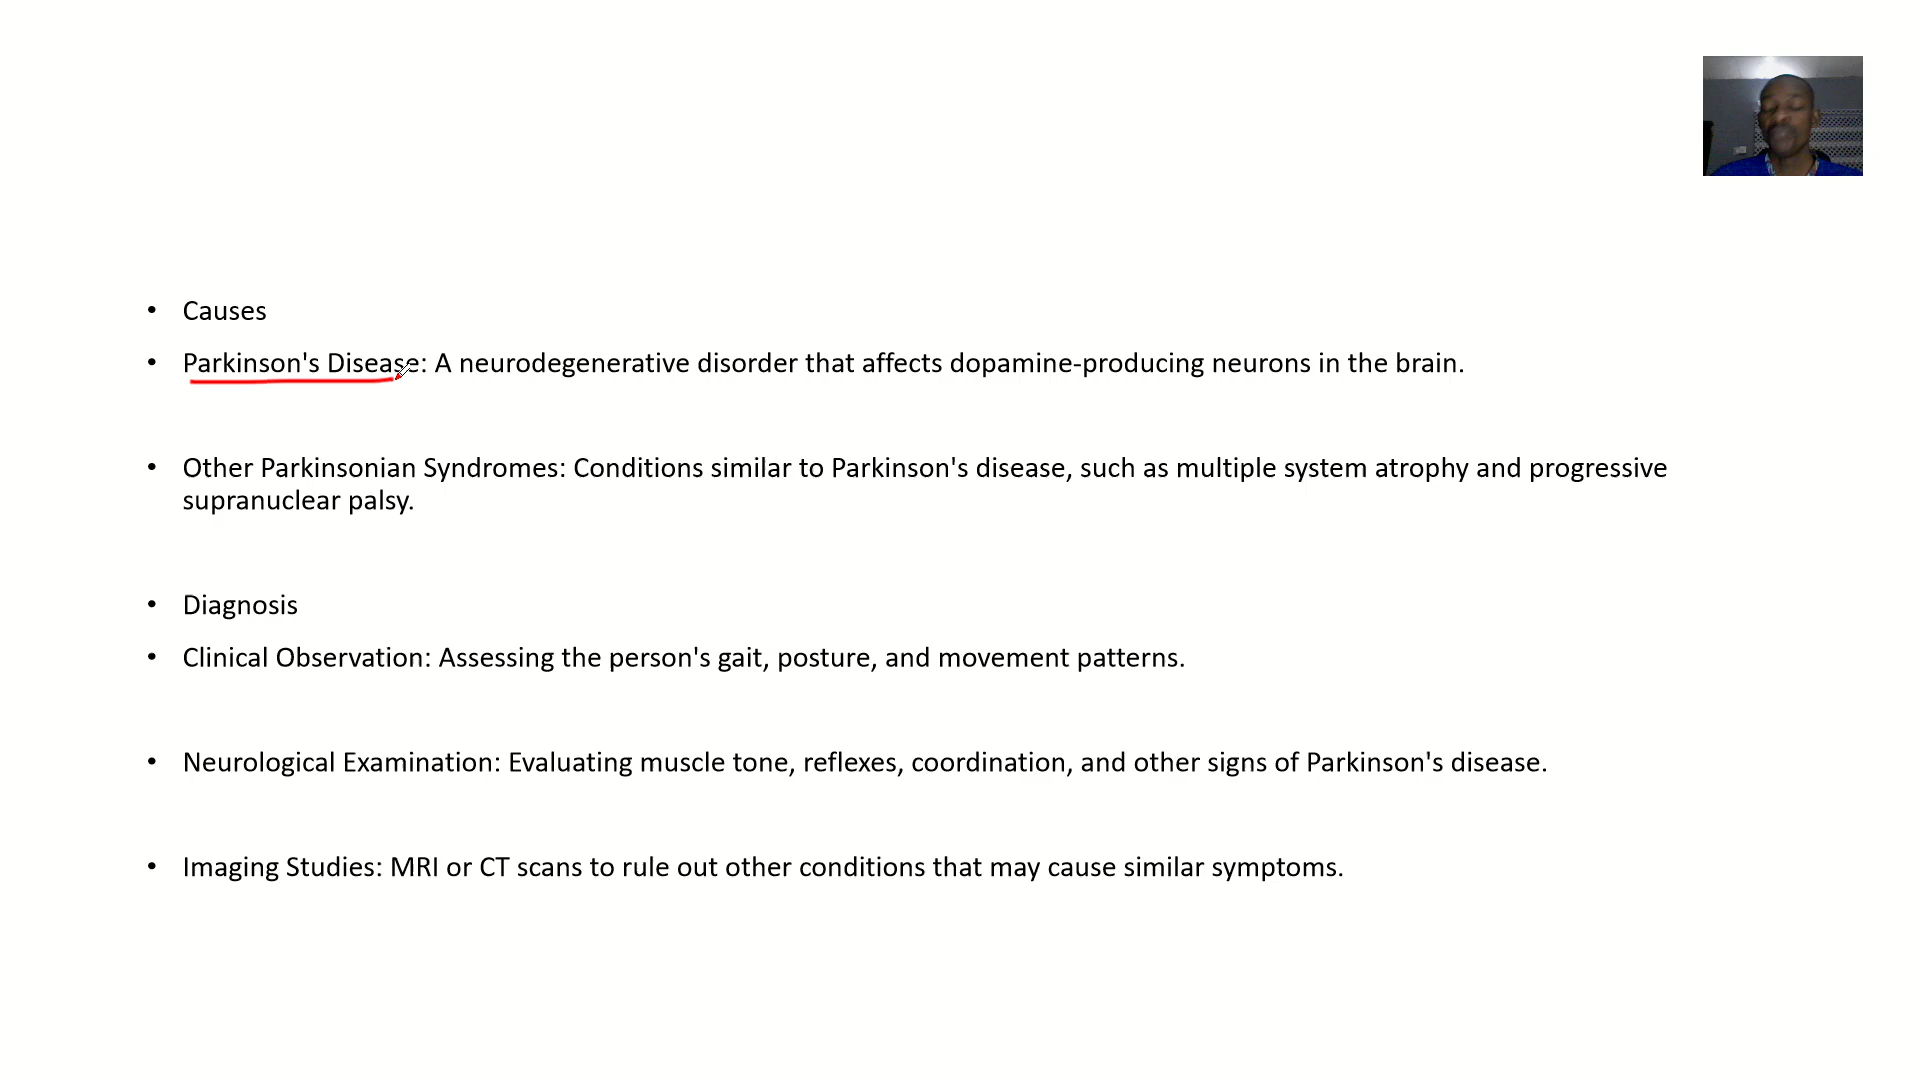 • Causes
• Parkinson's Disease: A neurodegenerative disorder that affects dopamine-producing neurons in the brain.
• Other Parkinsonian Syndromes: Conditions similar to Parkinson's disease, such as multiple system atrophy and progressive
supranuclear palsy.
• Diagnosis
• Clinical Observation: Assessing the person's gait, posture, and movement patterns.
• Neurological Examination: Evaluating muscle tone, reflexes, coordination, and other signs of Parkinson's disease.
• Imaging Studies: MRI or CT scans to rule out other conditions that may cause similar symptoms.